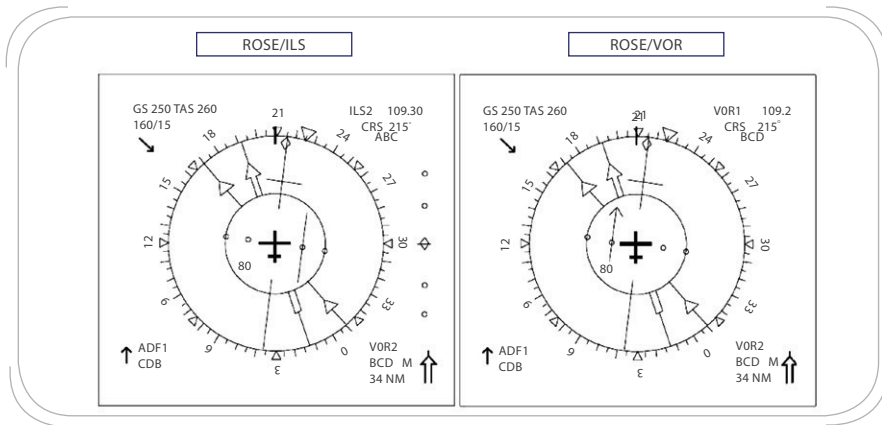 ROSE/ILS
GS 250 TAS 260
160/15
ILS2 109.30
CRS 215°
ABC
21
24
27
30
33
0
3
6
9
12
15
18
80
ADF1
CDB
V0R2
BCD M
34 NM
ROSE/VOR
GS 250 TAS 260
160/15
V0R1 109.2
CRS 215°
BCD
21
21
24
27
30
33
0
3
6
9
12
15
18
80
ADF1
CDB
V0R2
BCD M
34 NM